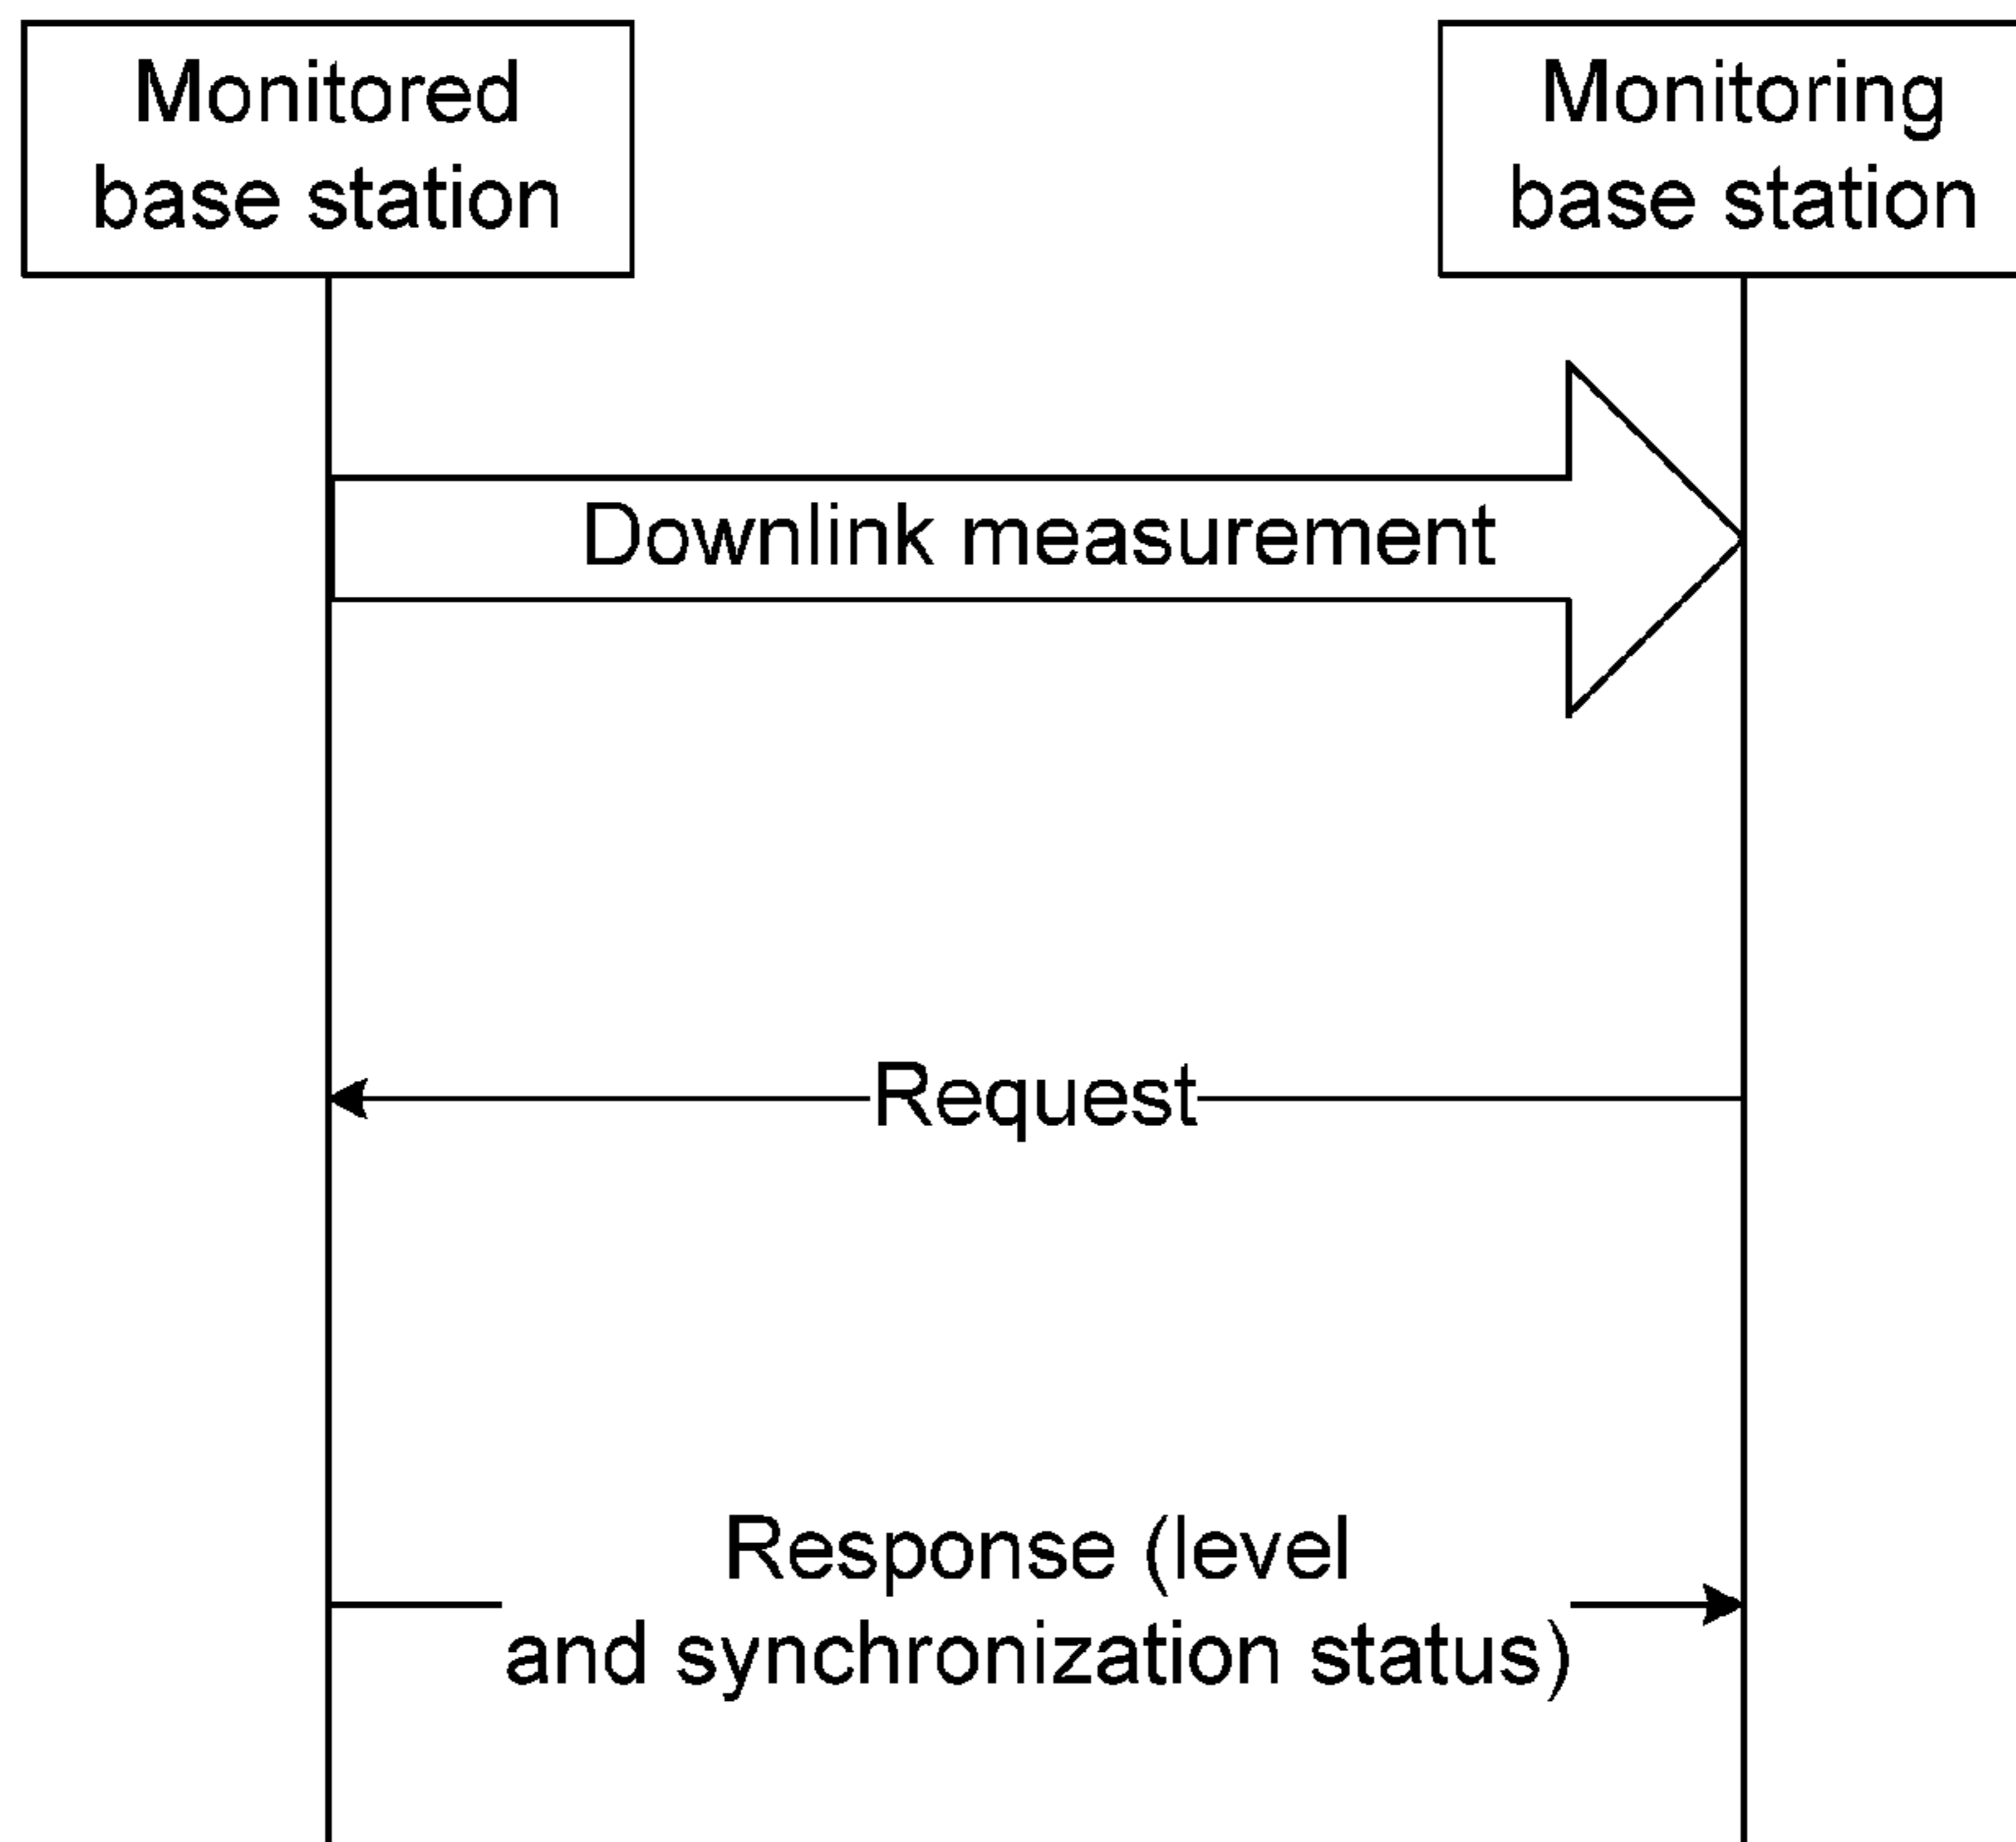 Monitored
base station
Monitoring
base station
Downlink measurement
Request
Response (level
and synchronization status)